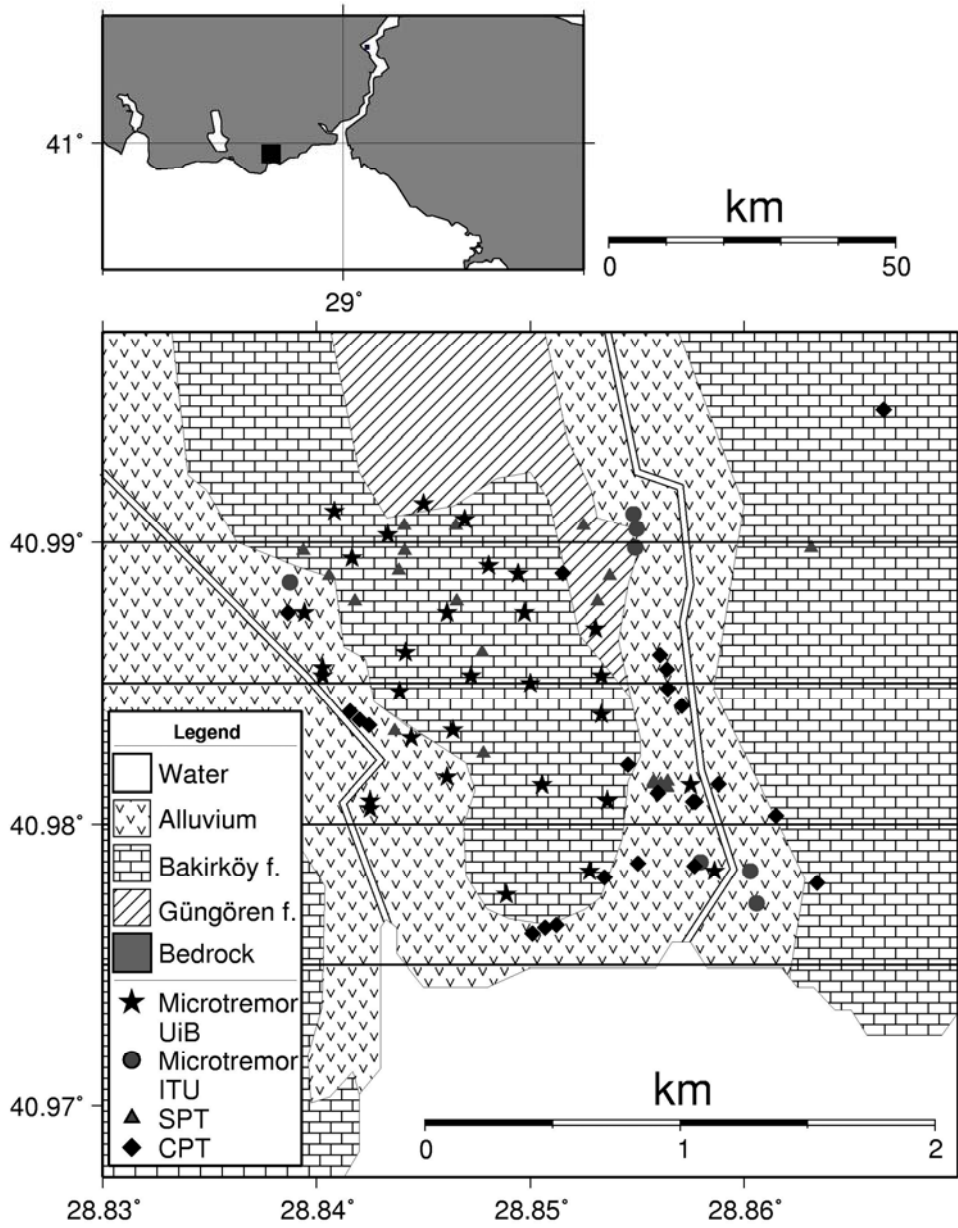 41°
29°
km
0 50
40.99°
40.98°
40.97°
Legend
Water
Alluvium
Bakirköy f.
Güngören f.
Bedrock
Microtremor
UiB
Microtremor
ITU
SPT
CPT
km
0 1 2
28.83° 28.84° 28.85° 28.86°